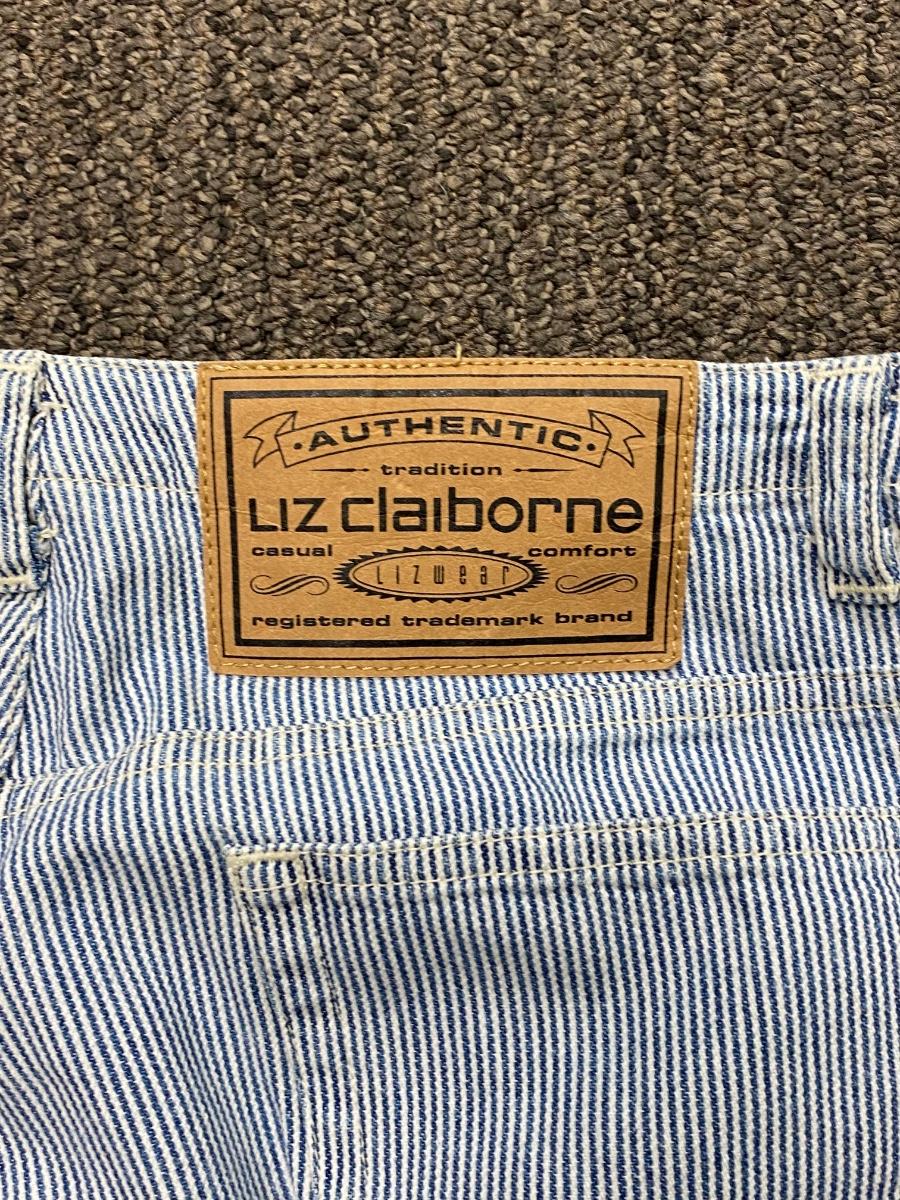 ·AUTHENTIC·
tradition
LIZ claiborne
casual comfort
Lizwear
registered trademark brand